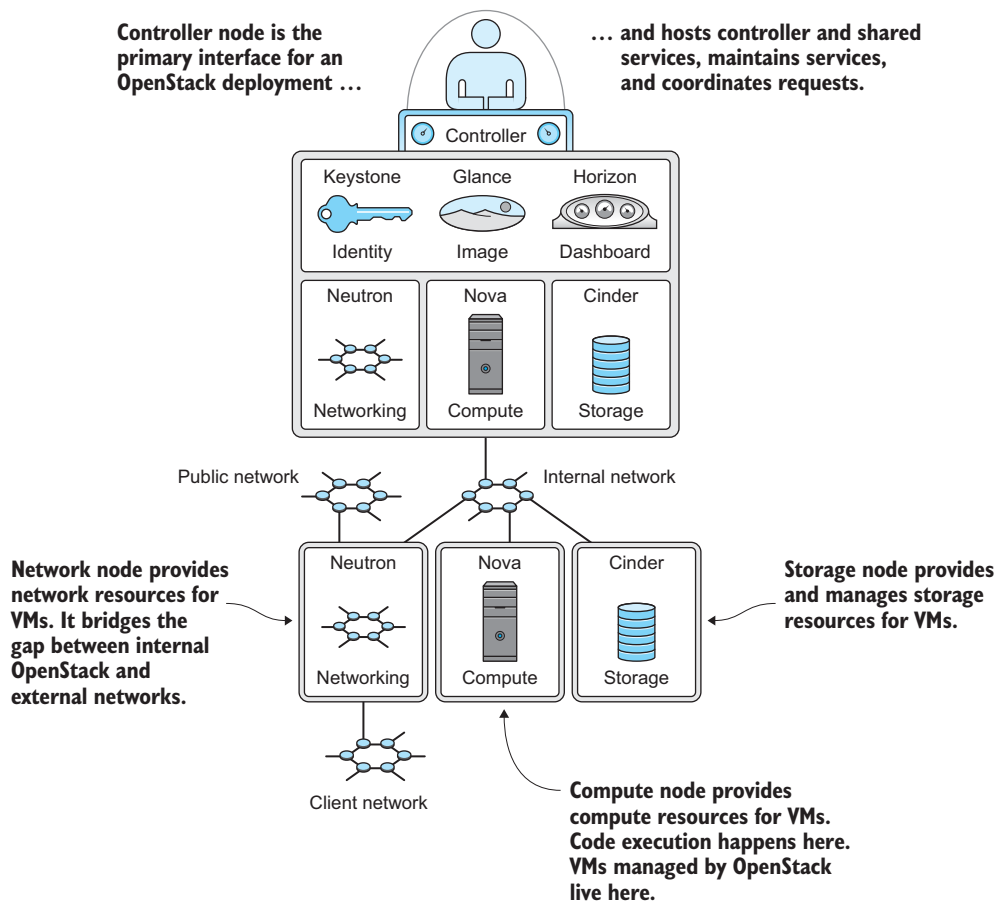 Controller node is the
primary interface for an
OpenStack deployment …
… and hosts controller and shared
services, maintains services,
and coordinates requests.
Controller
Keystone
Glance
Horizon
Identity
Image
Dashboard
Neutron
Nova
Cinder
Networking
Compute
Storage
Public network
Internal network
Neutron
Nova
Cinder
Networking
Compute
Storage
Network node provides
network resources for
VMs. It bridges the
gap between internal
OpenStack and
external networks.
Storage node provides
and manages storage
resources for VMs.
Client network
Compute node provides
compute resources for VMs.
Code execution happens here.
VMs managed by OpenStack
live here.